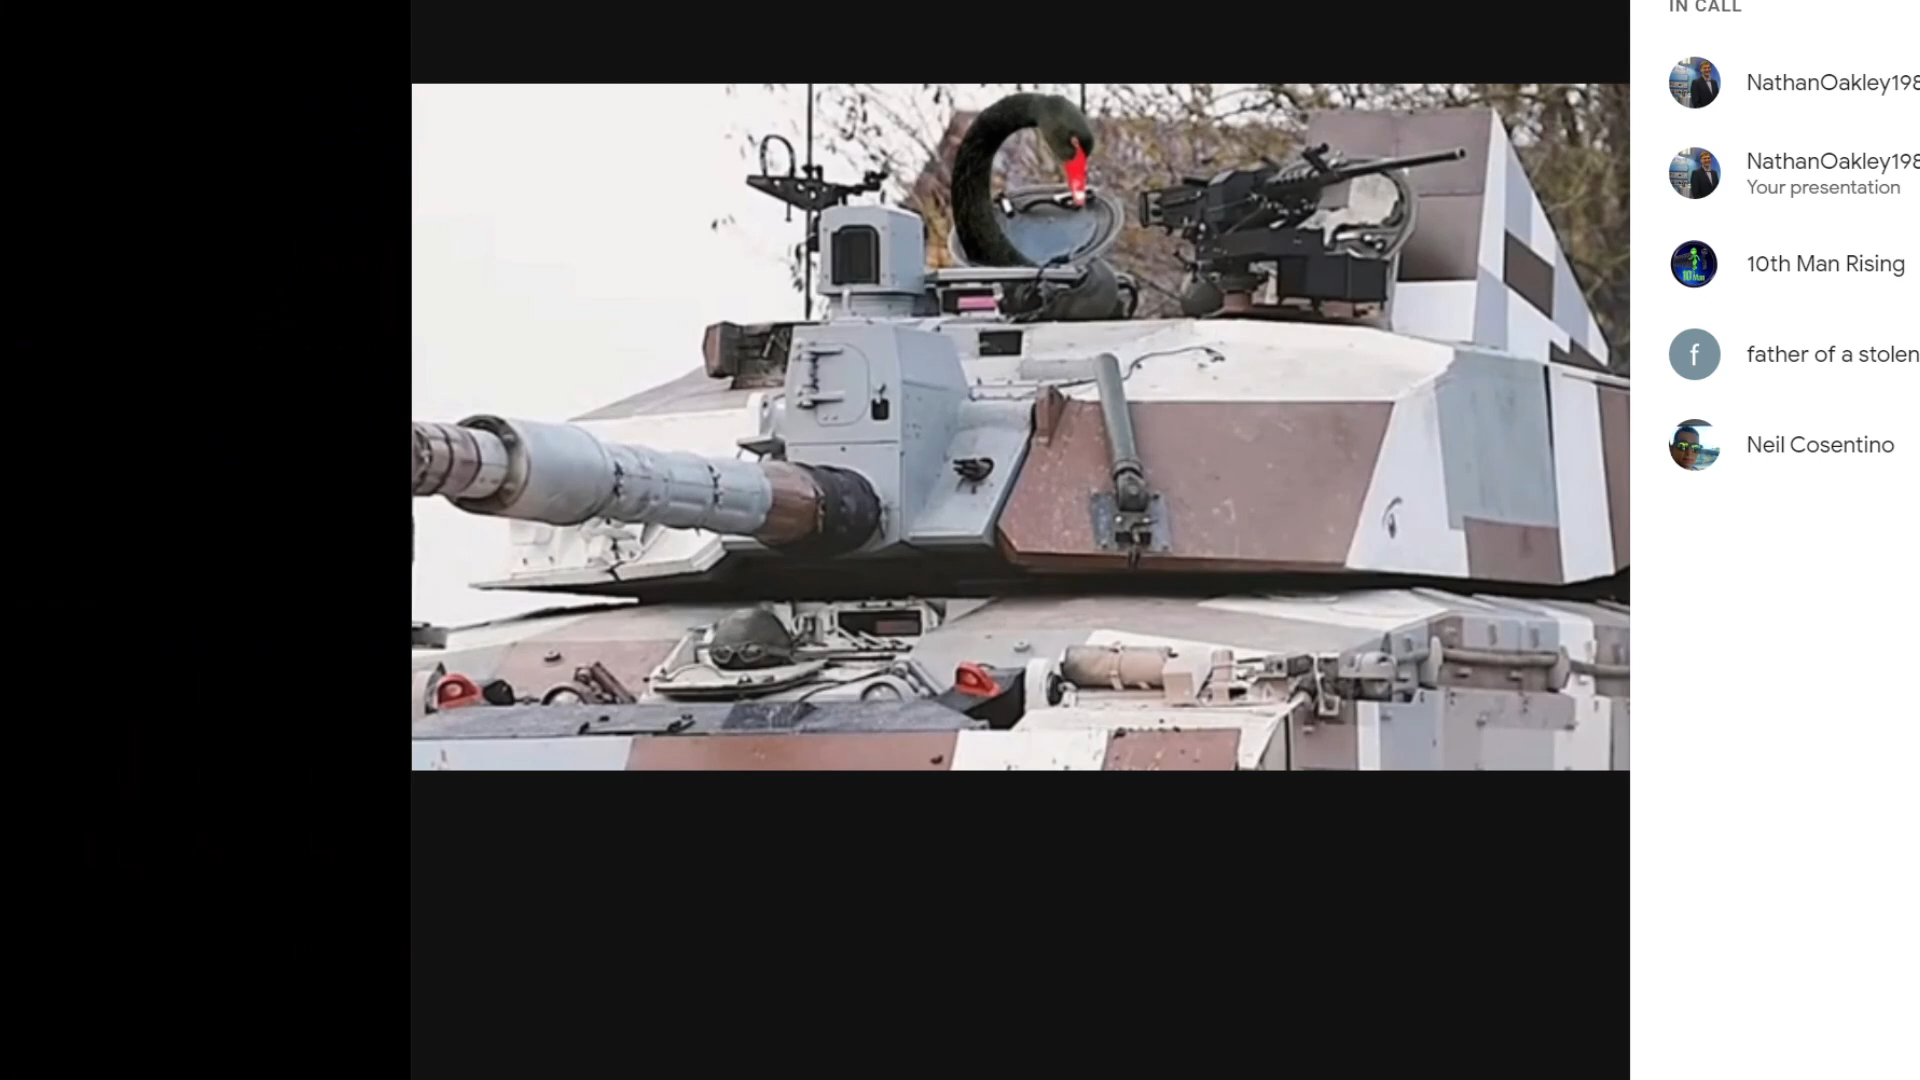 IN CALL
NathanOakley198
NathanOakley198
Your presentation
10th Man Rising
f
father of a stolen
Neil Cosentino